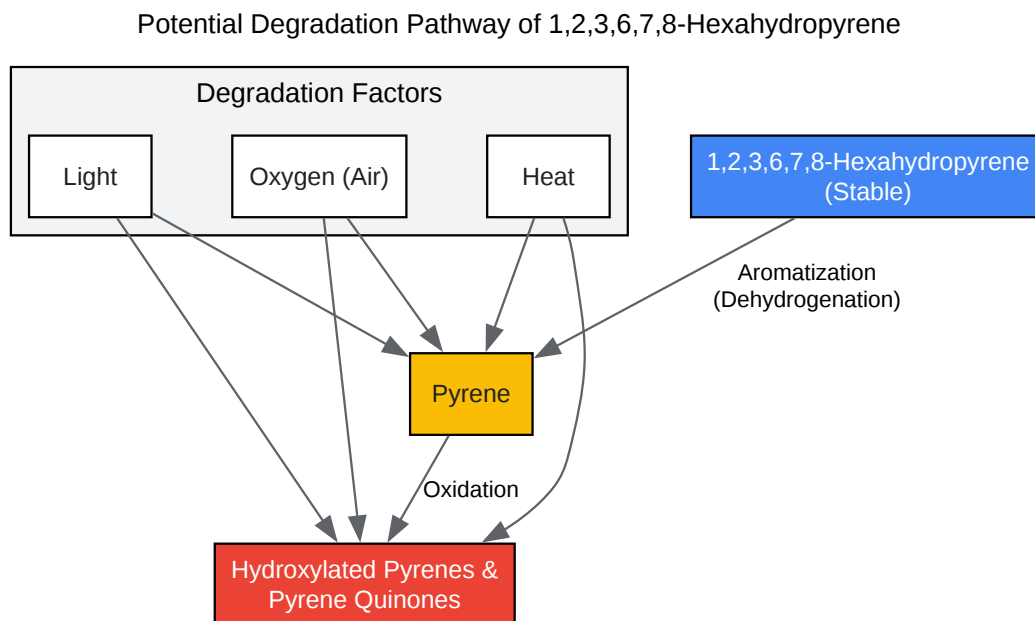 Potential Degradation Pathway of 1,2,3,6,7,8-Hexahydropyrene
Degradation Factors
Light
Oxygen (Air)
Heat
1,2,3,6,7,8-Hexahydropyrene
(Stable)
Aromatization
(Dehydrogenation)
Pyrene
Oxidation
Hydroxylated Pyrenes &
Pyrene Quinones